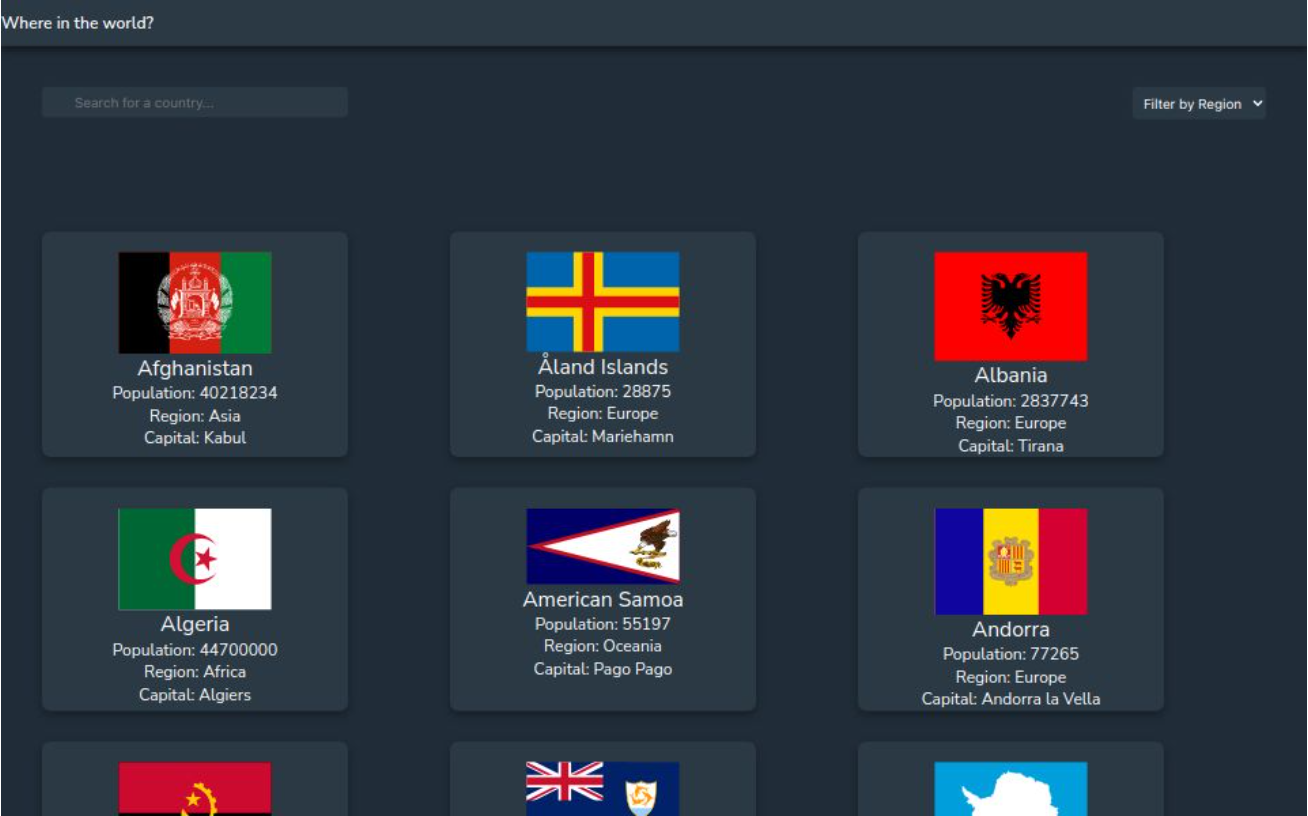 Where in the world?
Search for a country...
Filter by Region
Afghanistan
Population: 40218234
Region: Asia
Capital: Kabul
Åland Islands
Population: 28875
Region: Europe
Capital: Mariehamn
Albania
Population: 2837743
Region: Europe
Capital: Tirana
Algeria
Population: 44700000
Region: Africa
Capital: Algiers
American Samoa
Population: 55197
Region: Oceania
Capital: Pago Pago
Andorra
Population: 77265
Region: Europe
Capital: Andorra la Vella